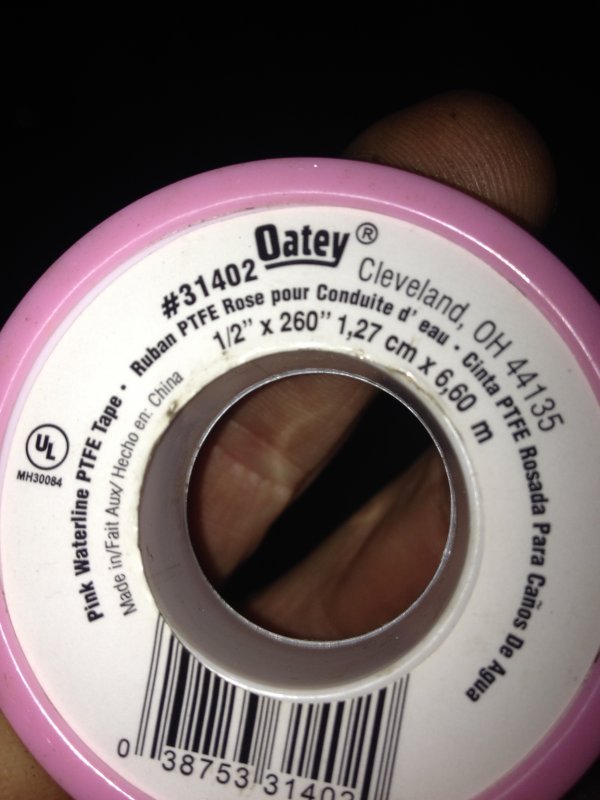 Oatey®
Cleveland, OH 44135
#31402
Pink Waterline PTFE Tape • Ruban PTFE Rose pour Conduite d' eau • Cinta PTFE Rosada Para Caños De Agua
1/2" x 260" 1,27 cm x 6,60 m
Made in/Fait Aux/ Hecho en: China
UL
MH30084
0 38753 31402